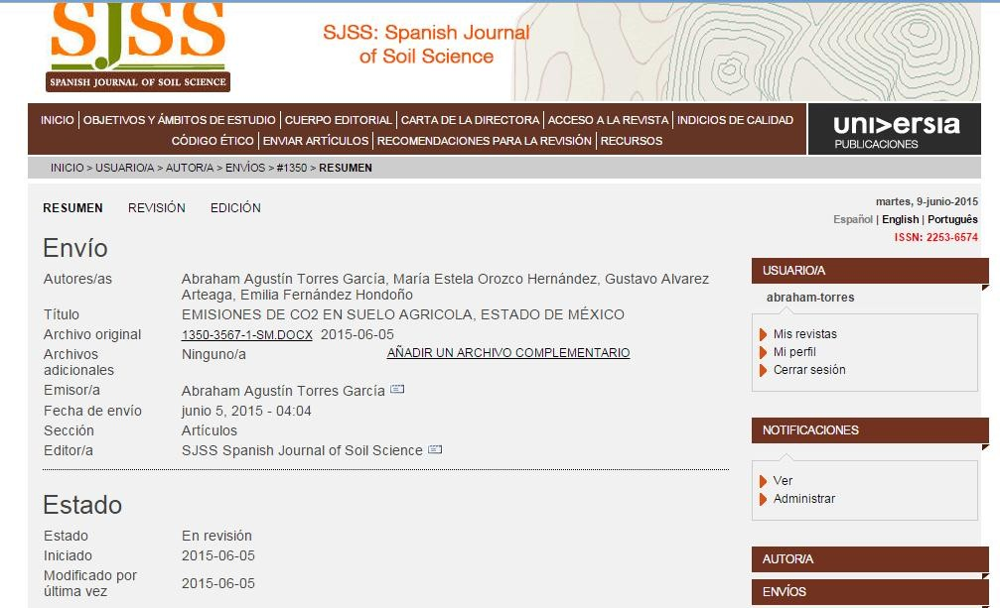 SJSS
SPANISH JOURNAL OF SOIL SCIENCE
SJSS: Spanish Journal
of Soil Science
INICIO | OBJETIVOS Y ÁMBITOS DE ESTUDIO | CUERPO EDITORIAL | CARTA DE LA DIRECTORA | ACCESO A LA REVISTA | INDICIOS DE CALIDAD
CÓDIGO ÉTICO | ENVIAR ARTÍCULOS | RECOMENDACIONES PARA LA REVISIÓN | RECURSOS
uni>ersia
PUBLICACIONES
INICIO > USUARIO/A > AUTOR/A > ENVÍOS > #1350 > RESUMEN
RESUMEN REVISIÓN EDICIÓN
Envío
Autores/as Abraham Agustín Torres García, María Estela Orozco Hernández, Gustavo Alvarez
Arteaga, Emilia Fernández Hondoño
Título EMISIONES DE CO2 EN SUELO AGRICOLA, ESTADO DE MÉXICO
Archivo original 1350-3567-1-SM.DOCX 2015-06-05
Archivos Ninguno/a AÑADIR UN ARCHIVO COMPLEMENTARIO
adicionales
Emisor/a Abraham Agustín Torres García
Fecha de envío junio 5, 2015 - 04:04
Sección Artículos
Editor/a SJSS Spanish Journal of Soil Science
Estado
Estado En revisión
Iniciado 2015-06-05
Modificado por
última vez 2015-06-05
martes, 9-junio-2015
Español | English | Português
ISSN: 2253-6574
USUARIO/A
abraham-torres
Mis revistas
Mi perfil
Cerrar sesión
NOTIFICACIONES
Ver
Administrar
AUTOR/A
ENVÍOS